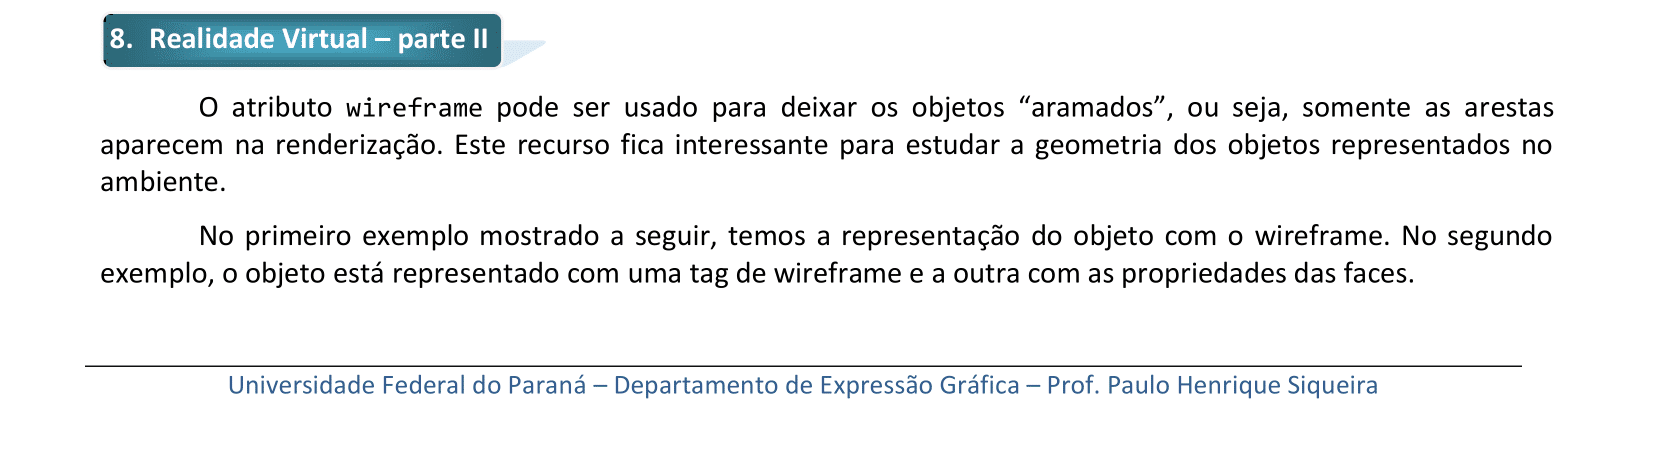 8. Realidade Virtual – parte II
O atributo wireframe pode ser usado para deixar os objetos “aramados”, ou seja, somente as arestas
aparecem na renderização. Este recurso fica interessante para estudar a geometria dos objetos representados no
ambiente.
No primeiro exemplo mostrado a seguir, temos a representação do objeto com o wireframe. No segundo
exemplo, o objeto está representado com uma tag de wireframe e a outra com as propriedades das faces.
Universidade Federal do Paraná – Departamento de Expressão Gráfica – Prof. Paulo Henrique Siqueira